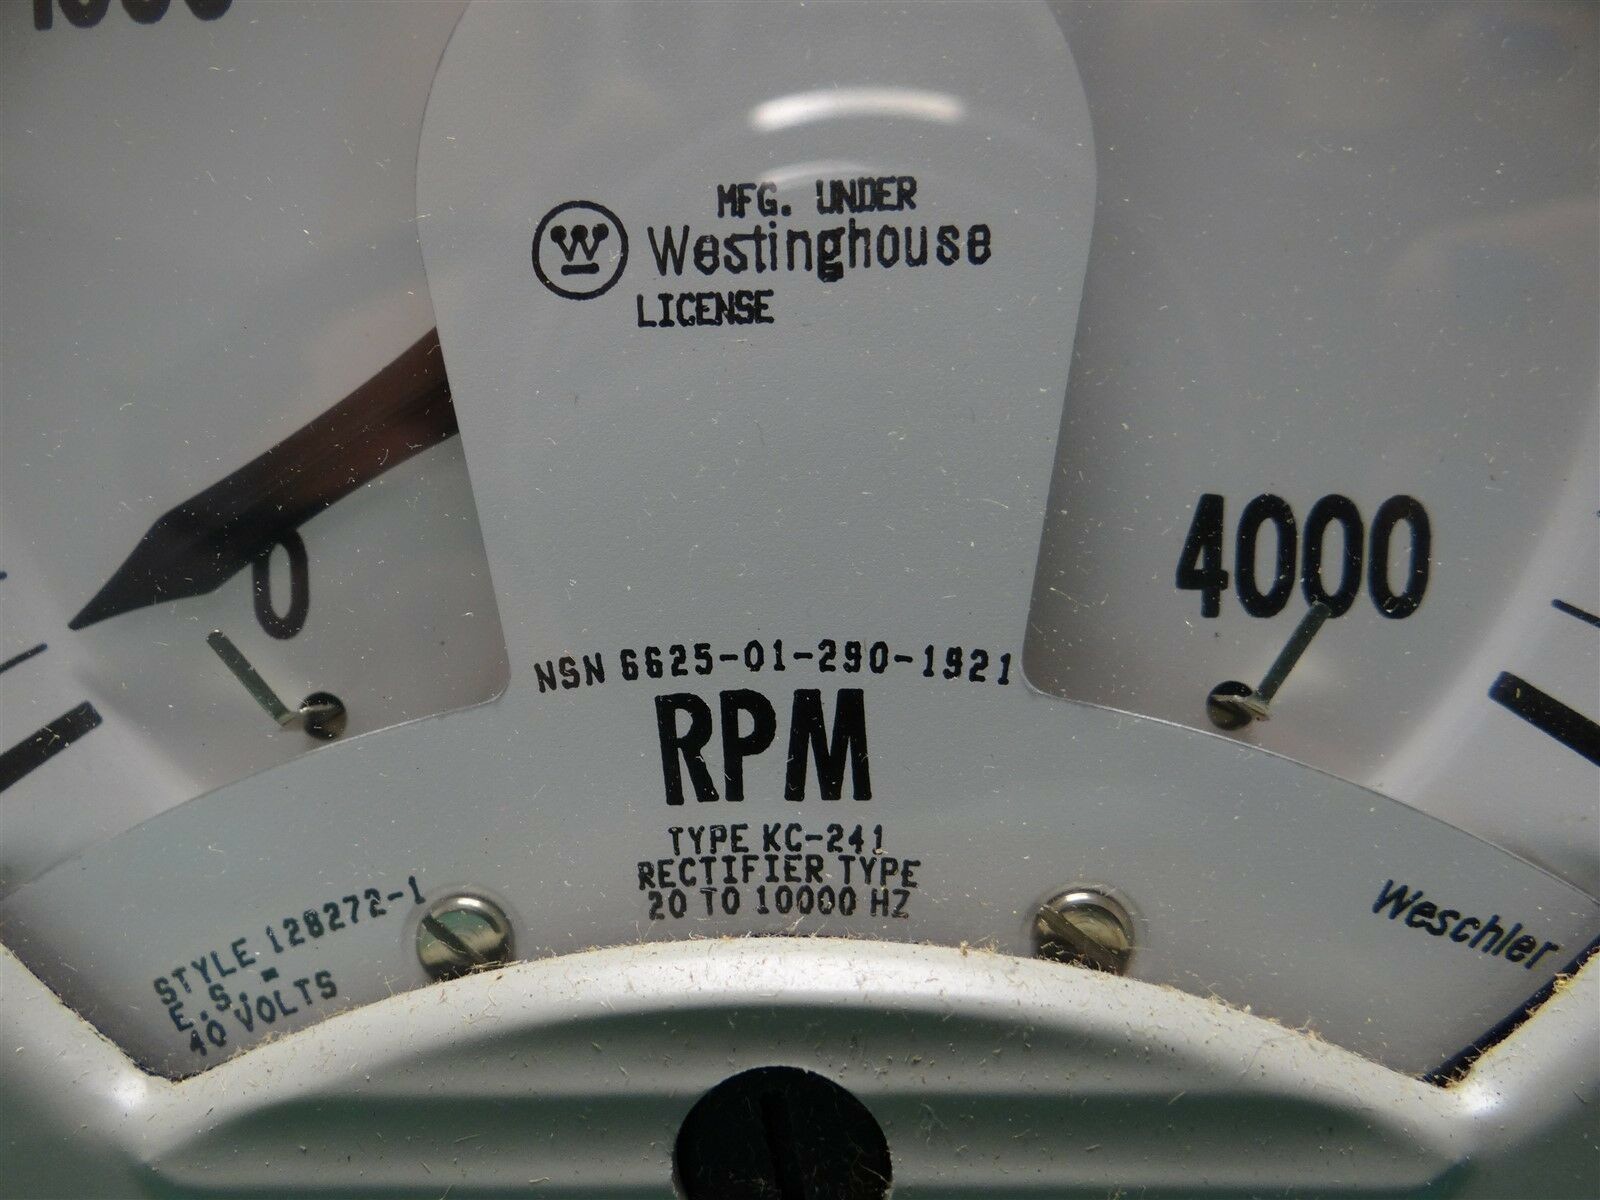 1000
MFG. UNDER
W Westinghouse
LICENSE
0
4000
NSN 6625-01-290-1921
RPM
TYPE KC-241
RECTIFIER TYPE
20 TO 10000 HZ
STYLE 128272-1
E.S. =
40 VOLTS
Weschler